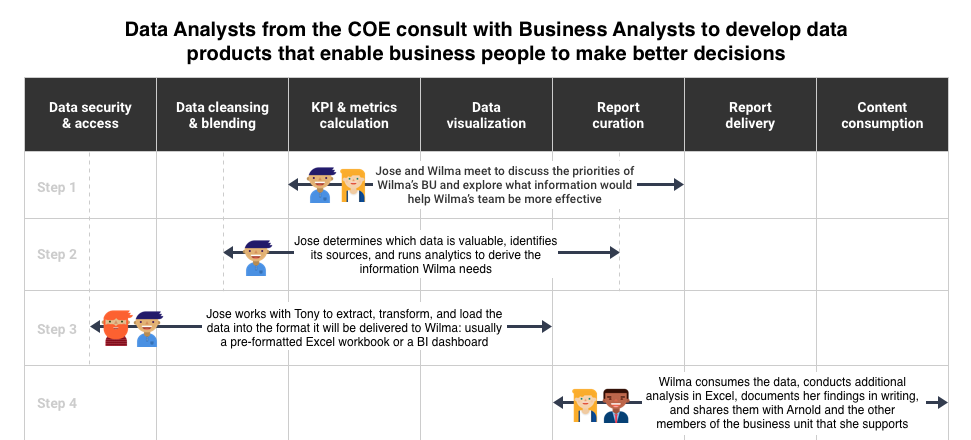 Data Analysts from the COE consult with Business Analysts to develop data
products that enable business people to make better decisions
Data security
& access
Data cleansing
& blending
KPI & metrics
calculation
Data
visualization
Report
curation
Report
delivery
Content
consumption
Step 1
Jose and Wilma meet to discuss the priorities of
Wilma's BU and explore what information would
help Wilma's team be more effective
Step 2
Jose determines which data is valuable, identifies
its sources, and runs analytics to derive the
information Wilma needs
Step 3
Jose works with Tony to extract, transform, and load the
data into the format it will be delivered to Wilma: usually
a pre-formatted Excel workbook or a BI dashboard
Step 4
Wilma consumes the data, conducts additional
analysis in Excel, documents her findings in writing,
and shares them with Arnold and the other
members of the business unit that she supports